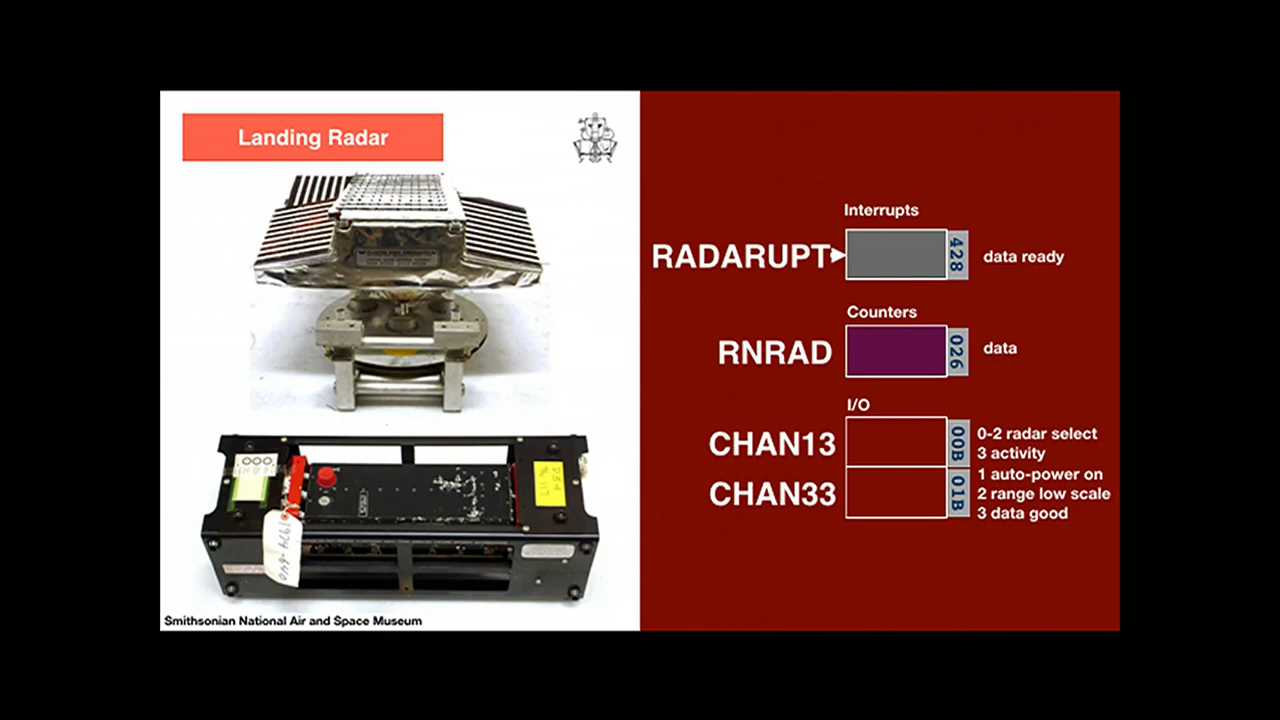 Landing Radar
1974-640
Smithsonian National Air and Space Museum
Interrupts
RADARUPT
428
data ready
Counters
RNRAD
026
data
I/O
CHAN13
00B
0-2 radar select
3 activity
CHAN33
01B
1 auto-power on
2 range low scale
3 data good